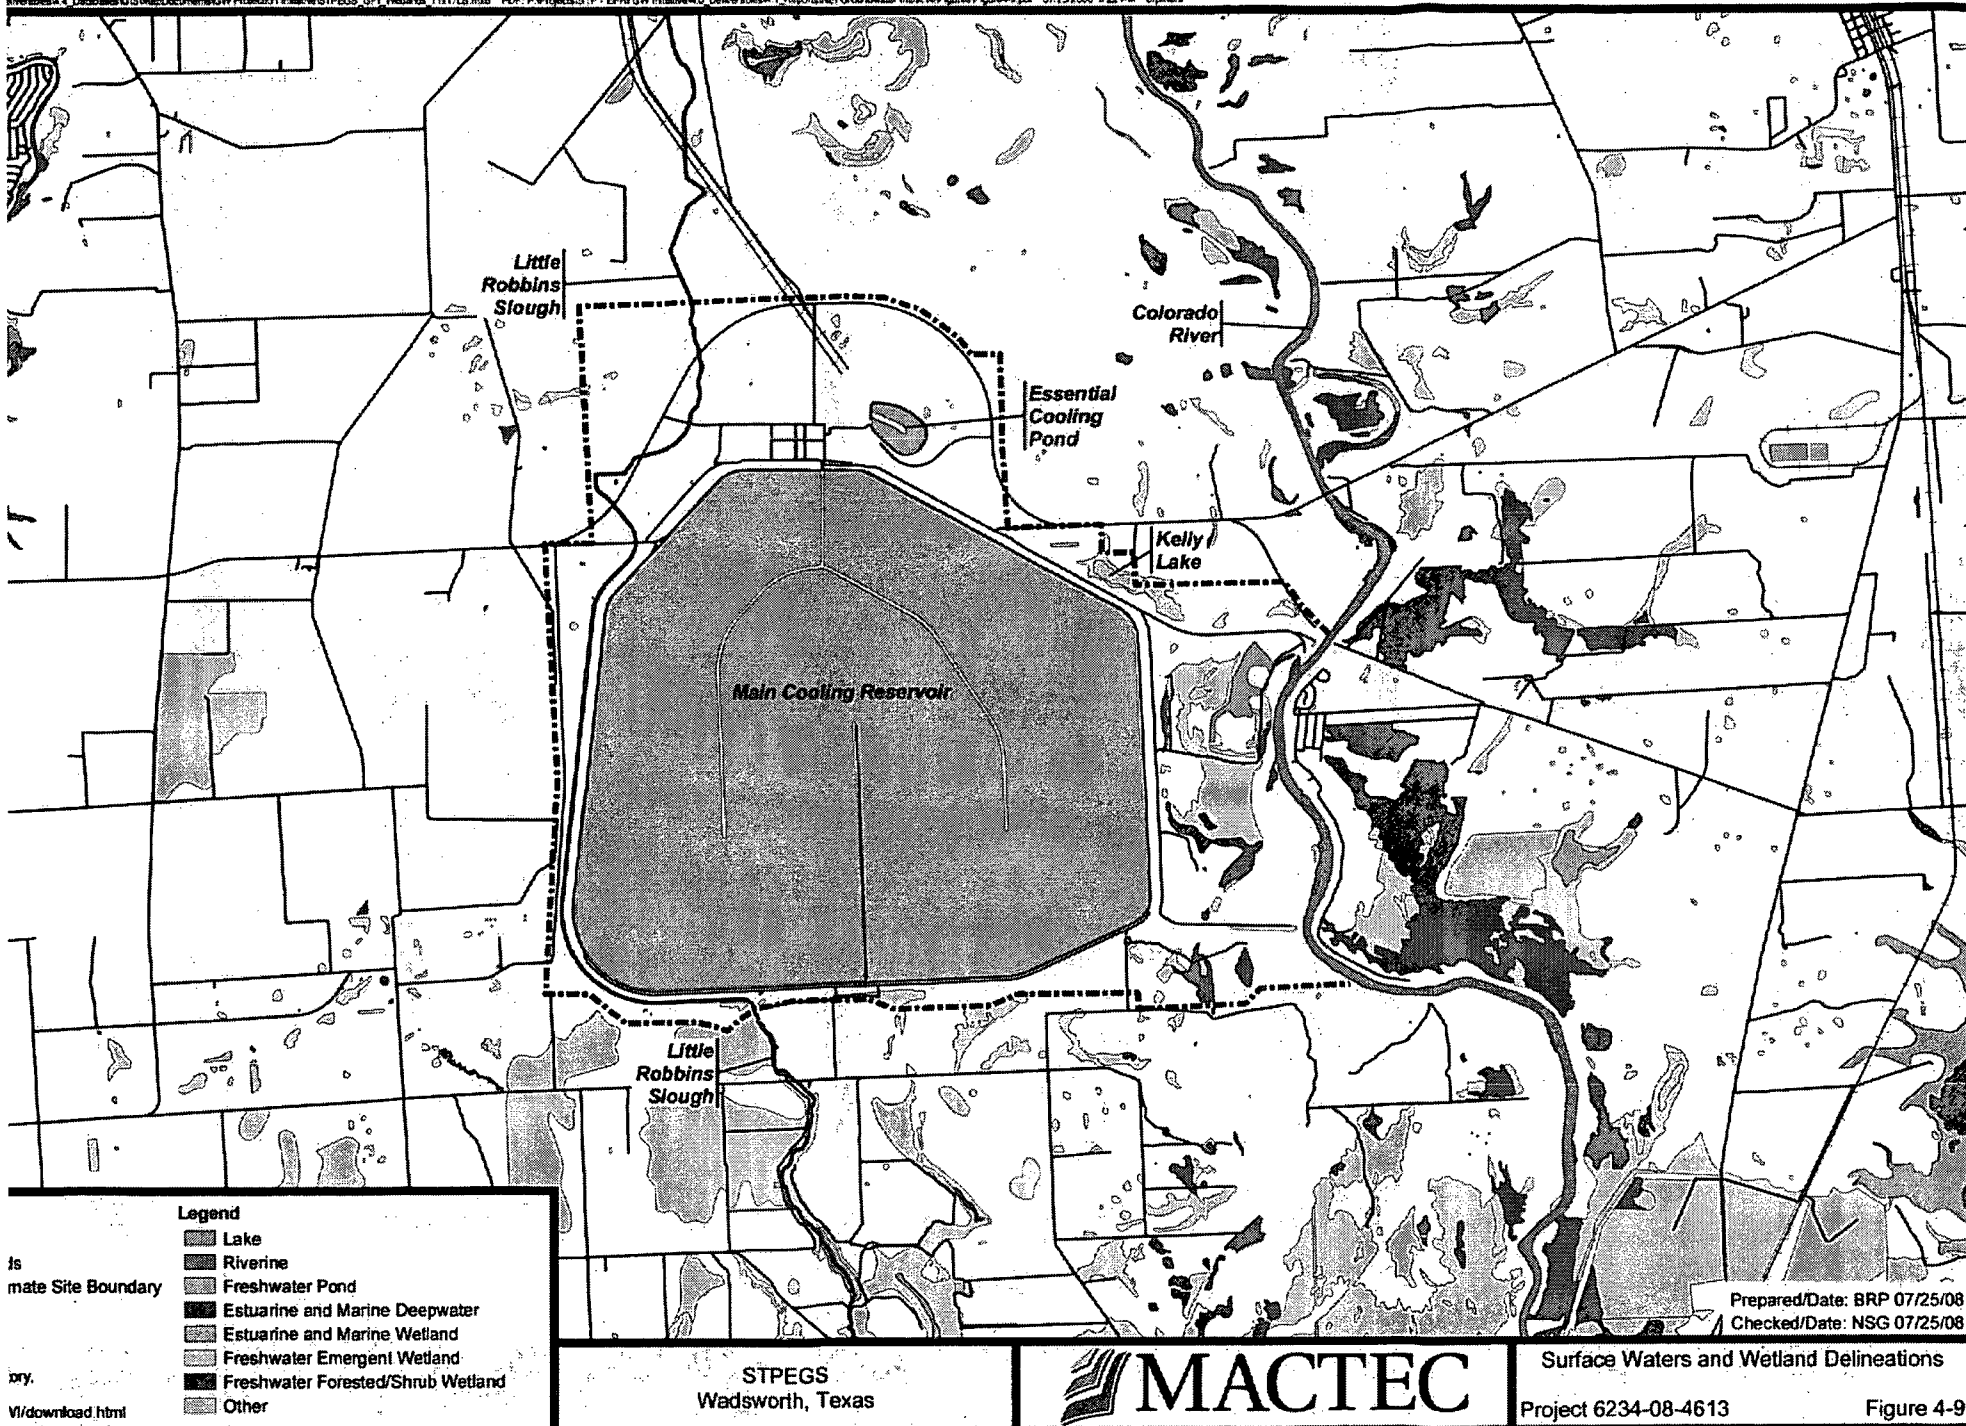 Little
Robbins
Slough
Colorado
River
Essential
Cooling
Pond
Kelly
Lake
Main Cooling Reservoir
Little
Robbins
Slough
Legend
Lake
Riverine
Freshwater Pond
Estuarine and Marine Deepwater
Estuarine and Marine Wetland
Freshwater Emergent Wetland
Freshwater Forested/Shrub Wetland
Other
mate Site Boundary
VI/download.html
STPEGS
Wadsworth, Texas
MACTEC
Prepared/Date: BRP 07/25/08
Checked/Date: NSG 07/25/08
Surface Waters and Wetland Delineations
Project 6234-08-4613
Figure 4-9